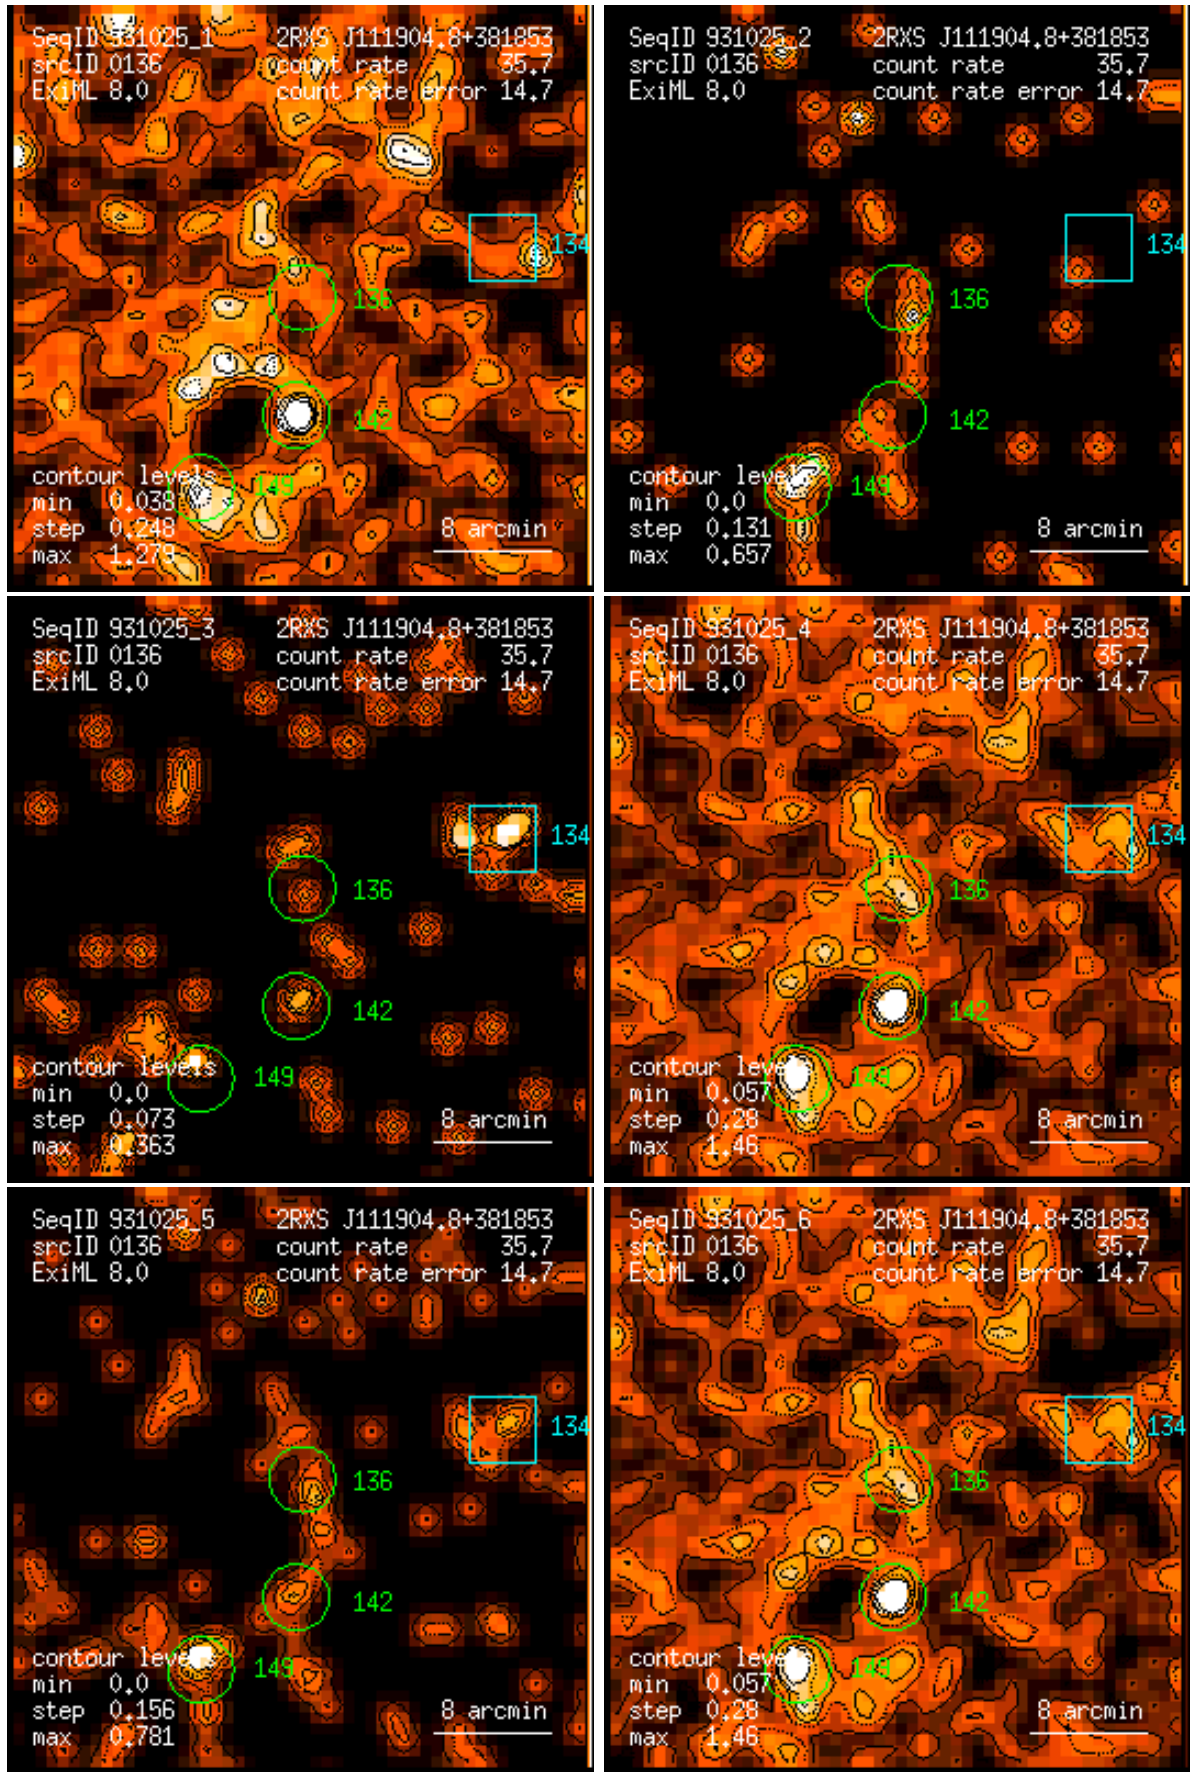 SeqID 931025_1 2RXS J111904.8+381853
srcID 0136 count rate 35.7
ExiML 8.0 count rate error 14.7
134
136
142
contour levels 149
min 0.038
step 0.248 8 arcmin
max 1.279
SeqID 931025_2 2RXS J111904.8+381853
srcID 0136 count rate 35.7
ExiML 8.0 count rate error 14.7
134
136
142
contour levels 149
min 0.0
step 0.131 8 arcmin
max 0.657
SeqID 931025_3 2RXS J111904.8+381853
srcID 0136 count rate 35.7
ExiML 8.0 count rate error 14.7
134
136
142
contour levels 149
min 0.0
step 0.073 8 arcmin
max 0.363
SeqID 931025_4 2RXS J111904.8+381853
srcID 0136 count rate 35.7
ExiML 8.0 count rate error 14.7
134
136
142
contour levels 149
min 0.057
step 0.28 8 arcmin
max 1.46
SeqID 931025_5 2RXS J111904.8+381853
srcID 0136 count rate 35.7
ExiML 8.0 count rate error 14.7
134
136
142
contour levels 149
min 0.0
step 0.156 8 arcmin
max 0.781
SeqID 931025_6 2RXS J111904.8+381853
srcID 0136 count rate 35.7
ExiML 8.0 count rate error 14.7
134
136
142
contour levels 149
min 0.057
step 0.28 8 arcmin
max 1.46